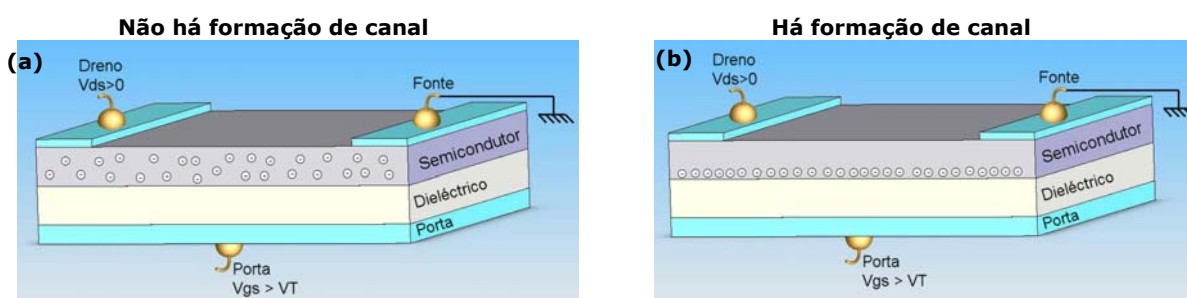 Não há formação de canal
(a)
Dreno
Vds>0
Fonte
Semicondutor
Dieléctrico
Porta
Porta
Vgs > VT
Há formação de canal
(b)
Dreno
Vds>0
Fonte
Semicondutor
Dieléctrico
Porta
Porta
Vgs > VT